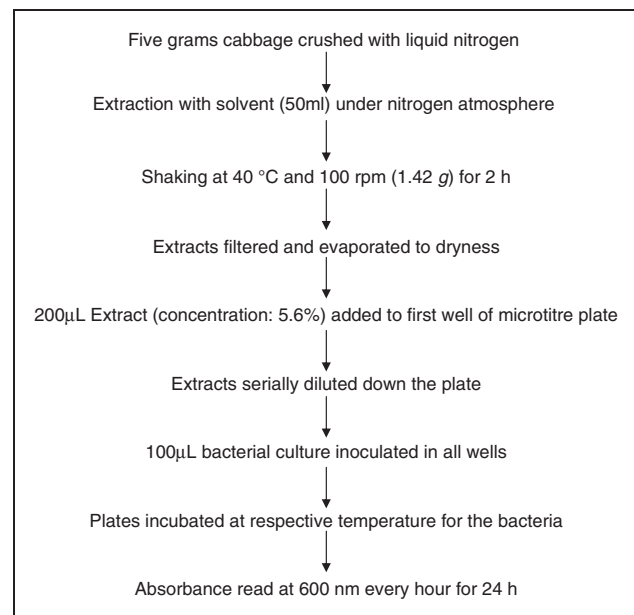 Five grams cabbage crushed with liquid nitrogen
Extraction with solvent (50ml) under nitrogen atmosphere
Shaking at 40 °C and 100 rpm (1.42 g) for 2 h
Extracts filtered and evaporated to dryness
200μL Extract (concentration: 5.6%) added to first well of microtitre plate
Extracts serially diluted down the plate
100μL bacterial culture inoculated in all wells
Plates incubated at respective temperature for the bacteria
Absorbance read at 600 nm every hour for 24 h